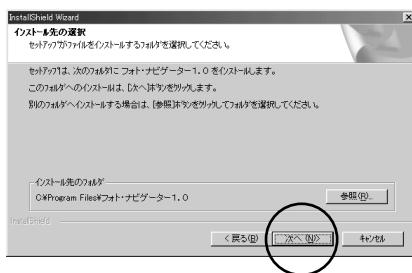 InstallShield Wizard
インストール先の選択
セットアップがファイルをインストールするフォルダを選択してください。
セットアップは、次のフォルダに フォト・ナビゲーター1.0 をインストールします。
このフォルダへのインストールは、[次へ]ボタンをクリックします。
別のフォルダへインストールする場合は、[参照]ボタンをクリックしてフォルダを選択してください。
インストール先のフォルダ
C:¥Program Files¥フォト・ナビゲーター1.0
参照(R)...
InstallShield
< 戻る(B)
次へ (N)>
キャンセル